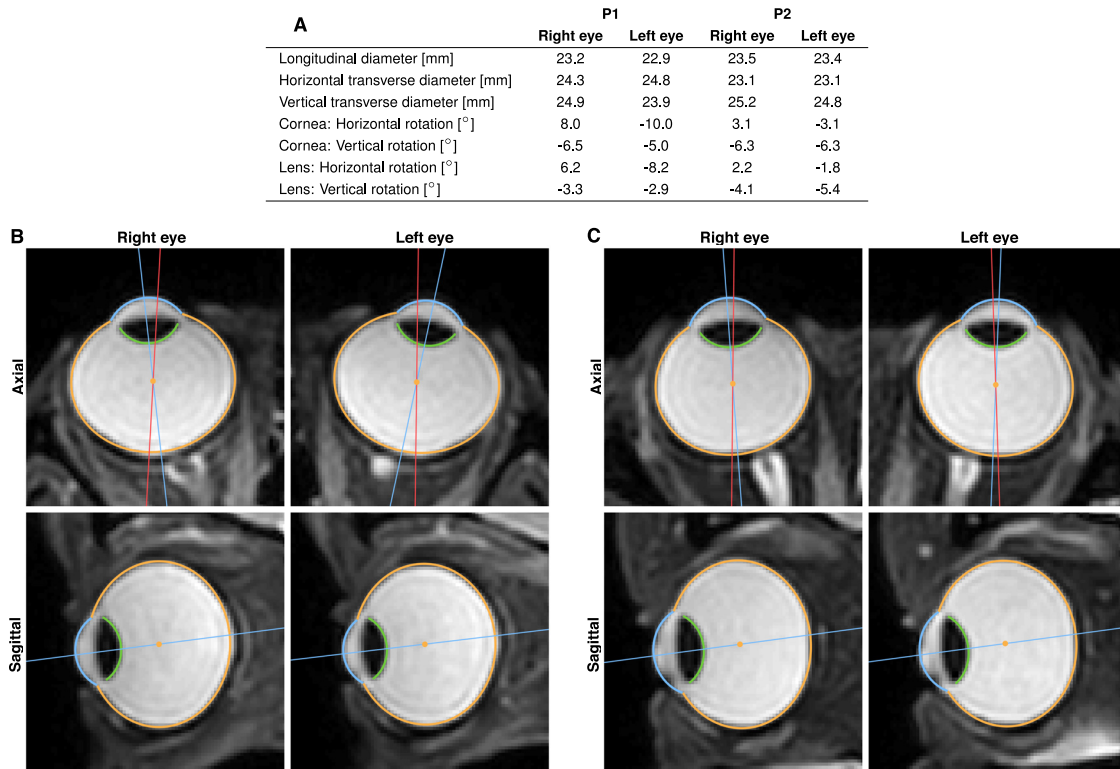 A
P1 P2
Right eye Left eye Right eye Left eye
Longitudinal diameter [mm] 23.2 22.9 23.5 23.4
Horizontal transverse diameter [mm] 24.3 24.8 23.1 23.1
Vertical transverse diameter [mm] 24.9 23.9 25.2 24.8
Cornea: Horizontal rotation [°] 8.0 -10.0 3.1 -3.1
Cornea: Vertical rotation [°] -6.5 -5.0 -6.3 -6.3
Lens: Horizontal rotation [°] 6.2 -8.2 2.2 -1.8
Lens: Vertical rotation [°] -3.3 -2.9 -4.1 -5.4
B
Right eye Left eye
Axial
Sagittal
C
Right eye Left eye
Axial
Sagittal